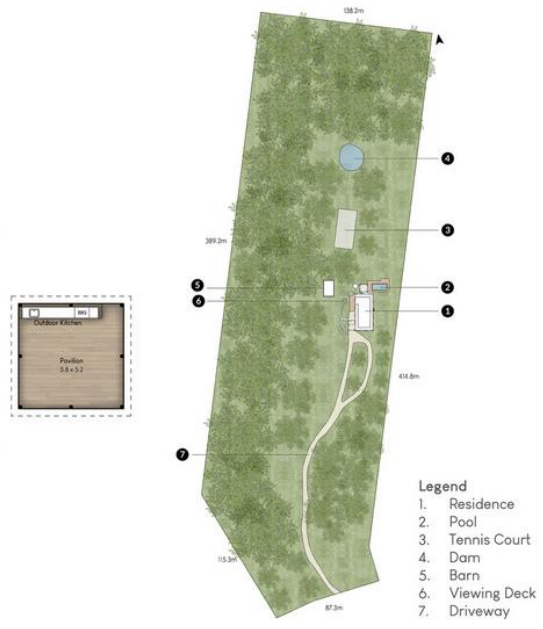 138.2m
4
3
389.2m
5
2
6
1
BBQ
Outdoor Kitchen
Pavilion
5.8 x 5.2
414.8m
7
Legend
1. Residence
2. Pool
3. Tennis Court
4. Dam
5. Barn
6. Viewing Deck
7. Driveway
115.3m
87.3m